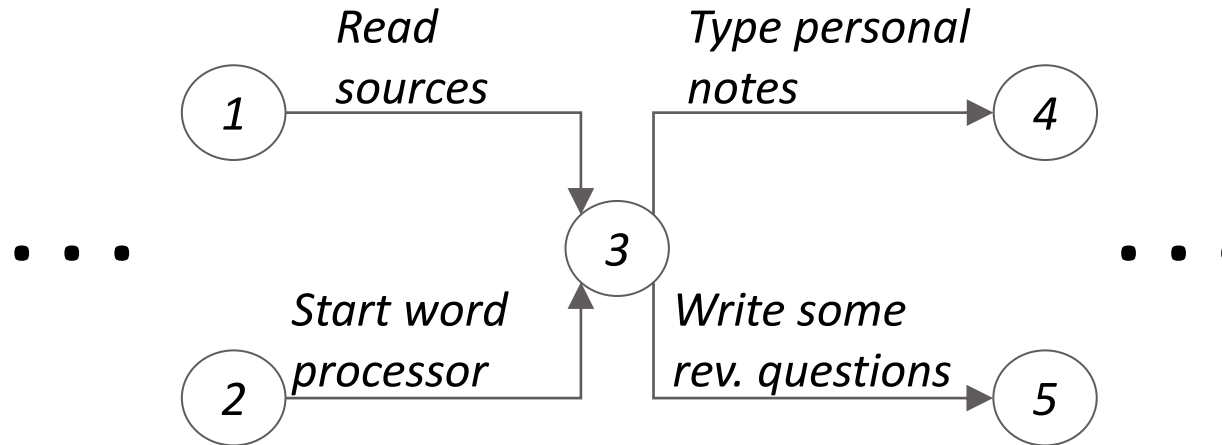 Read
sources
Type personal
notes
1
4
. . .
3
. . .
Start word
processor
Write some
rev. questions
2
5